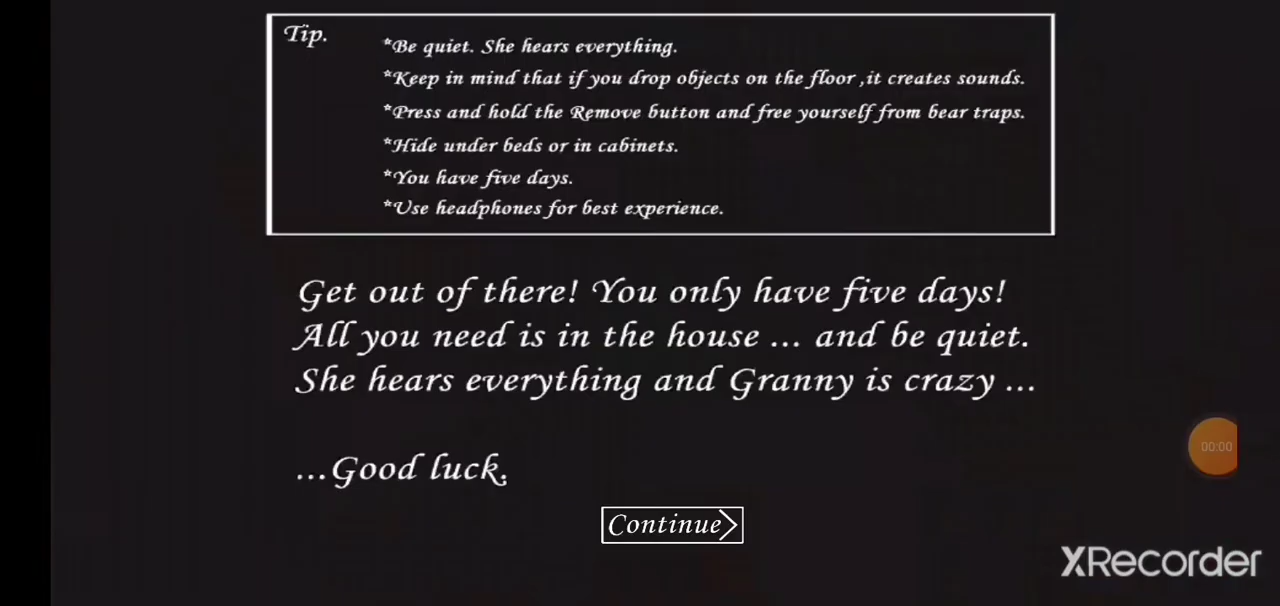 Tip.
*Be quiet. She hears everything.
*Keep in mind that if you drop objects on the floor ,it creates sounds.
*Press and hold the Remove button and free yourself from bear traps.
*Hide under beds or in cabinets.
*You have five days.
*Use headphones for best experience.
Get out of there! You only have five days!
All you need is in the house ... and be quiet.
She hears everything and Granny is crazy ...
...Good luck.
00:00
Continue
XRecorder